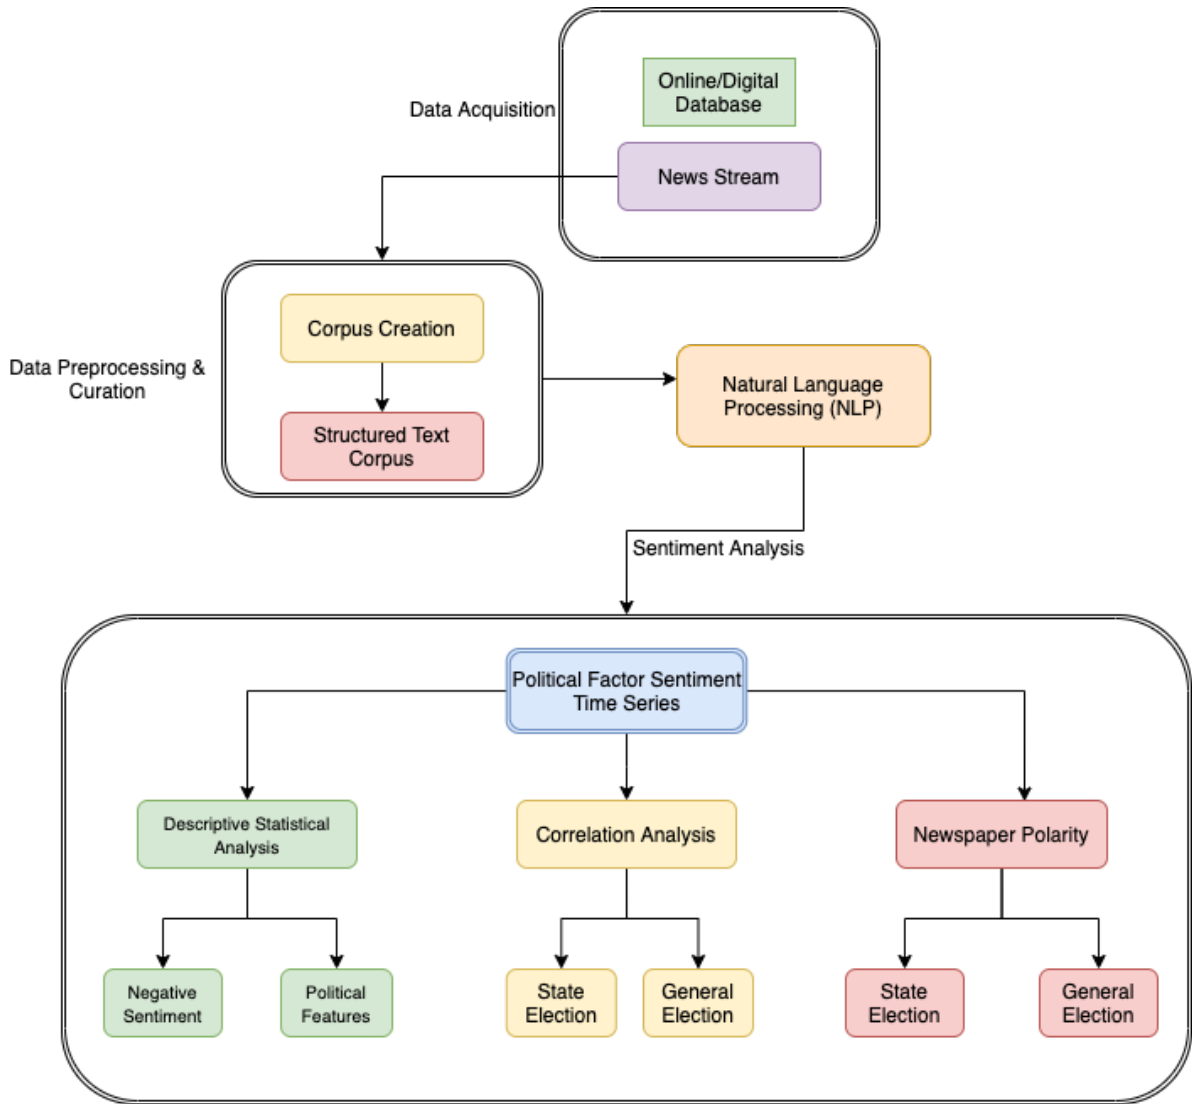 Online/Digital
Database
Data Acquisition
News Stream
Corpus Creation
Data Preprocessing &
Curation
Structured Text
Corpus
Natural Language
Processing (NLP)
Sentiment Analysis
Political Factor Sentiment
Time Series
Descriptive Statistical
Analysis
Correlation Analysis
Newspaper Polarity
Negative
Sentiment
Political
Features
State
Election
General
Election
State
Election
General
Election